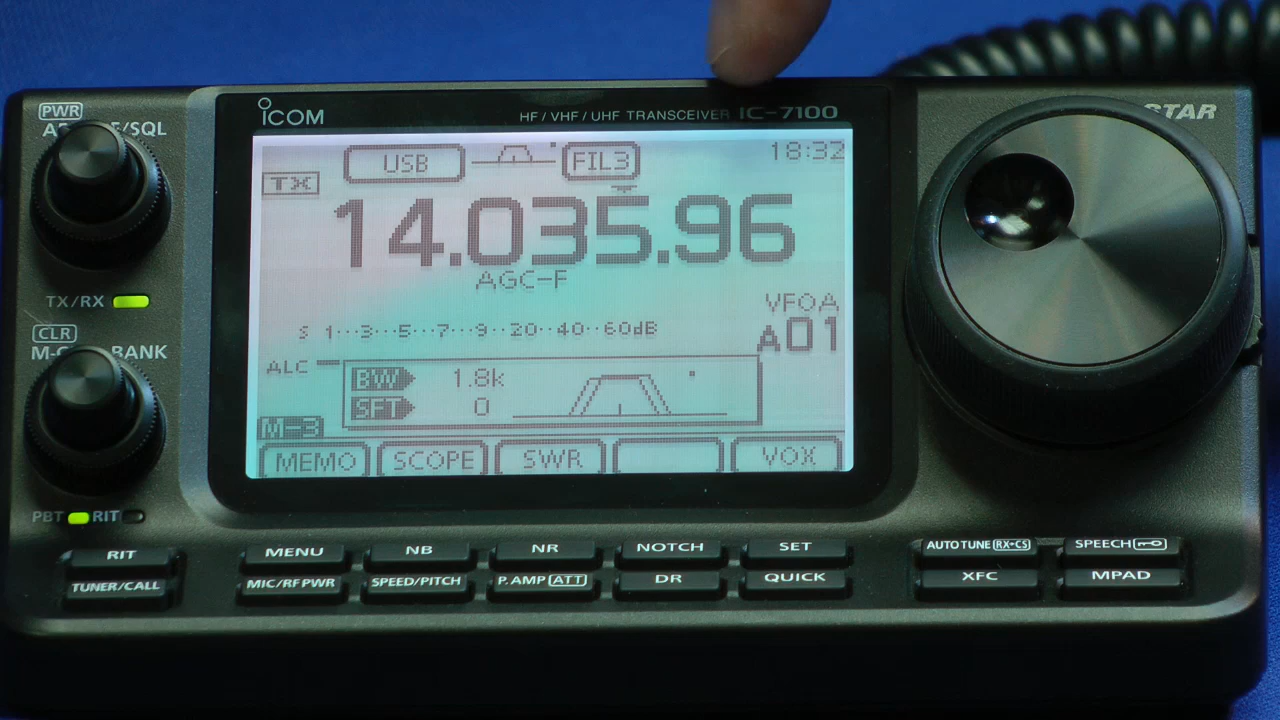 PWR
/SQL
ICOM
HF/VHF/UHF TRANSCEIVER IC-7100
STAR
USB
FIL3
18:32
TX
14.035.96
AGC-F
TX/RX
VFOA
A01
CLR
BANK
S 1···3···5···7···9··20··40··60dB
ALC
BW 1.8k
SFT 0
M-3
MEMO SCOPE SWR VOX
PBT RIT
RIT MENU NB NR NOTCH SET AUTO TUNE RX→CS SPEECH
TUNER/CALL MIC/RF PWR SPEED/PITCH P.AMP ATT DR QUICK XFC MPAD